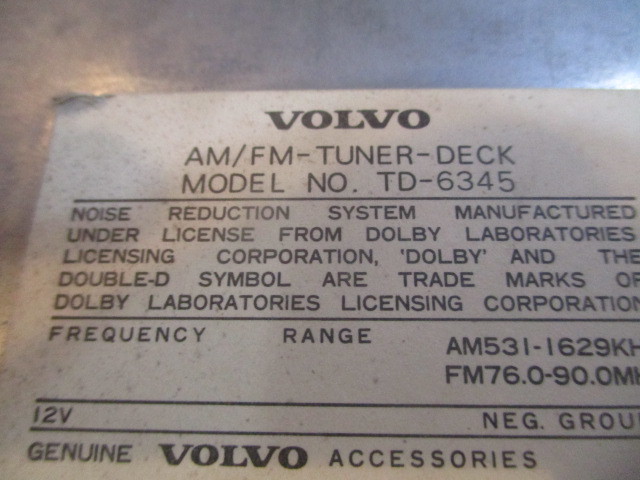 VOLVO
AM/FM-TUNER-DECK
MODEL NO. TD-6345
NOISE REDUCTION SYSTEM MANUFACTURED
UNDER LICENSE FROM DOLBY LABORATORIES
LICENSING CORPORATION, 'DOLBY' AND THE
DOUBLE-D SYMBOL ARE TRADE MARKS OF
DOLBY LABORATORIES LICENSING CORPORATION
FREQUENCY RANGE AM531-1629KH
FM76.0-90.0MH
12V NEG. GROU
GENUINE VOLVO ACCESSORIES